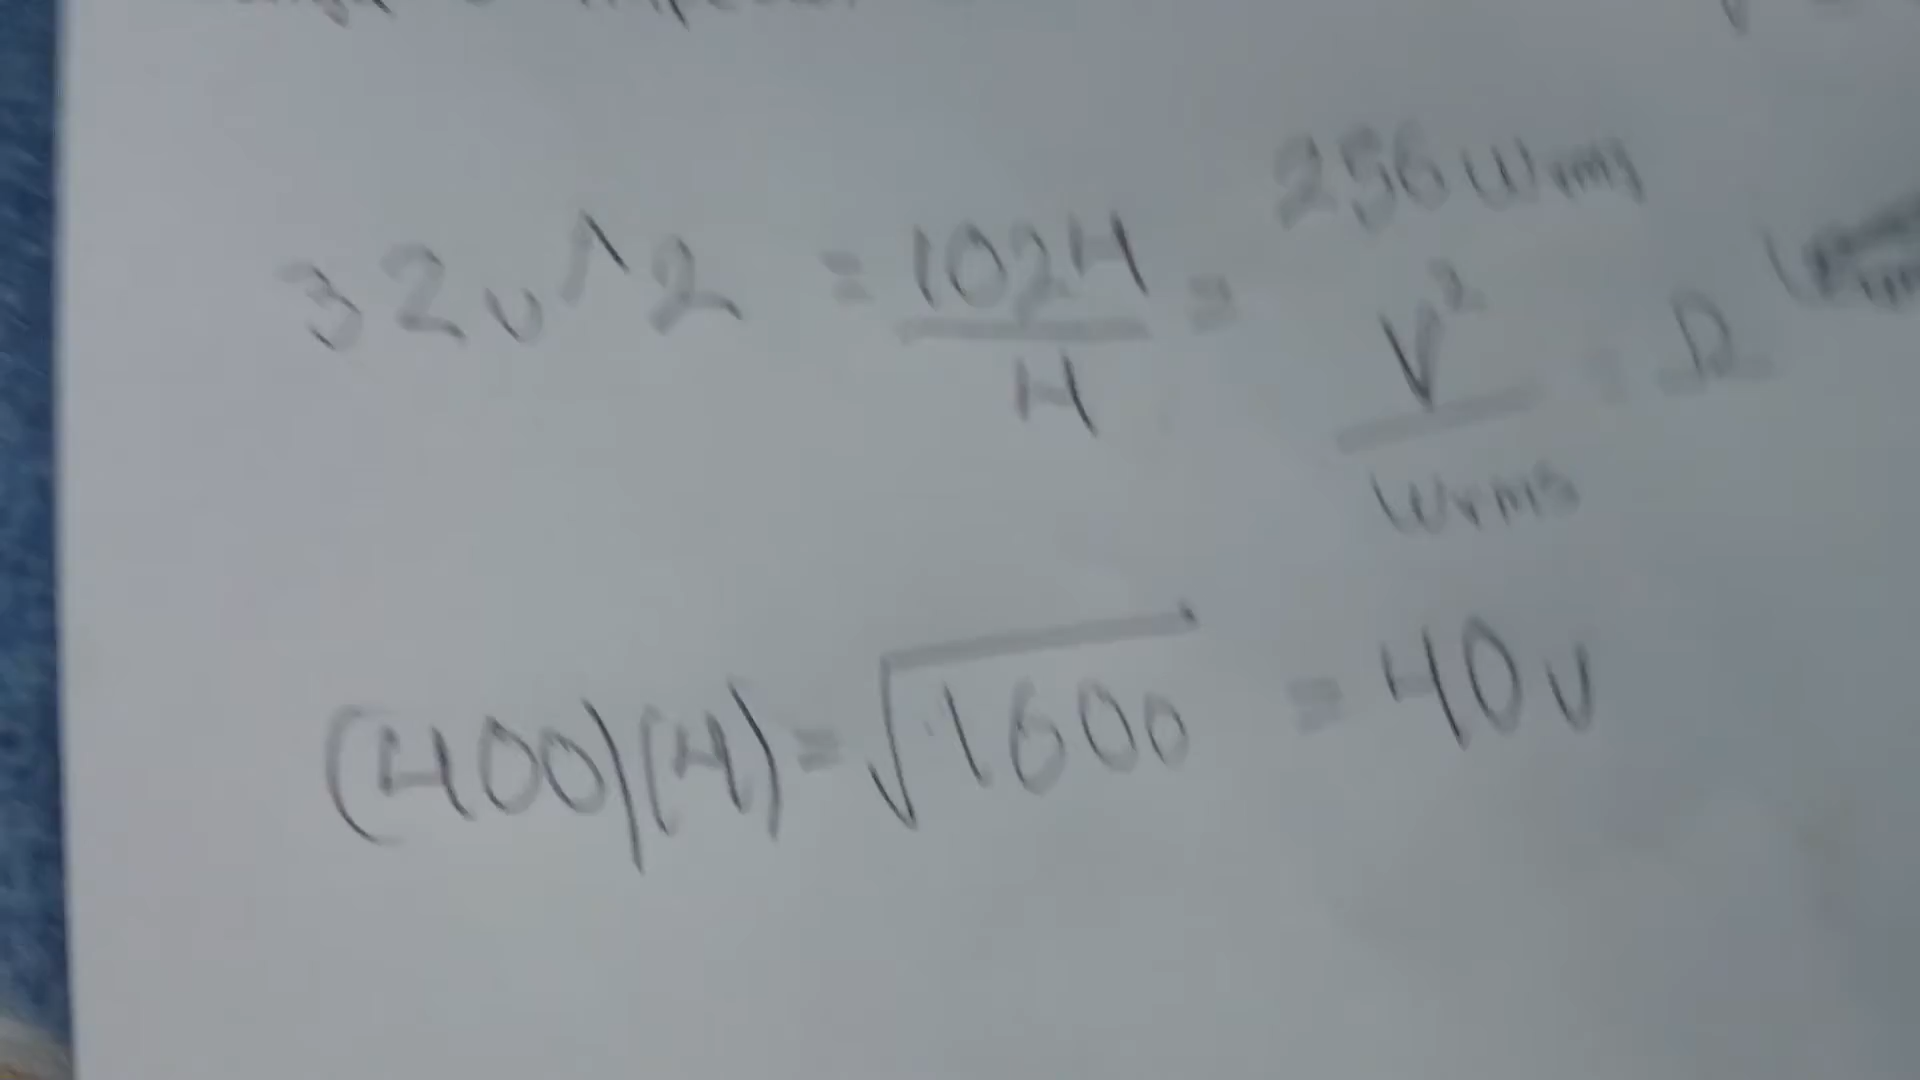 256 Wrms
32v^2 = 1024/4 =
V²/Wrms = Ω
(400)(4) = √1600 = 40v